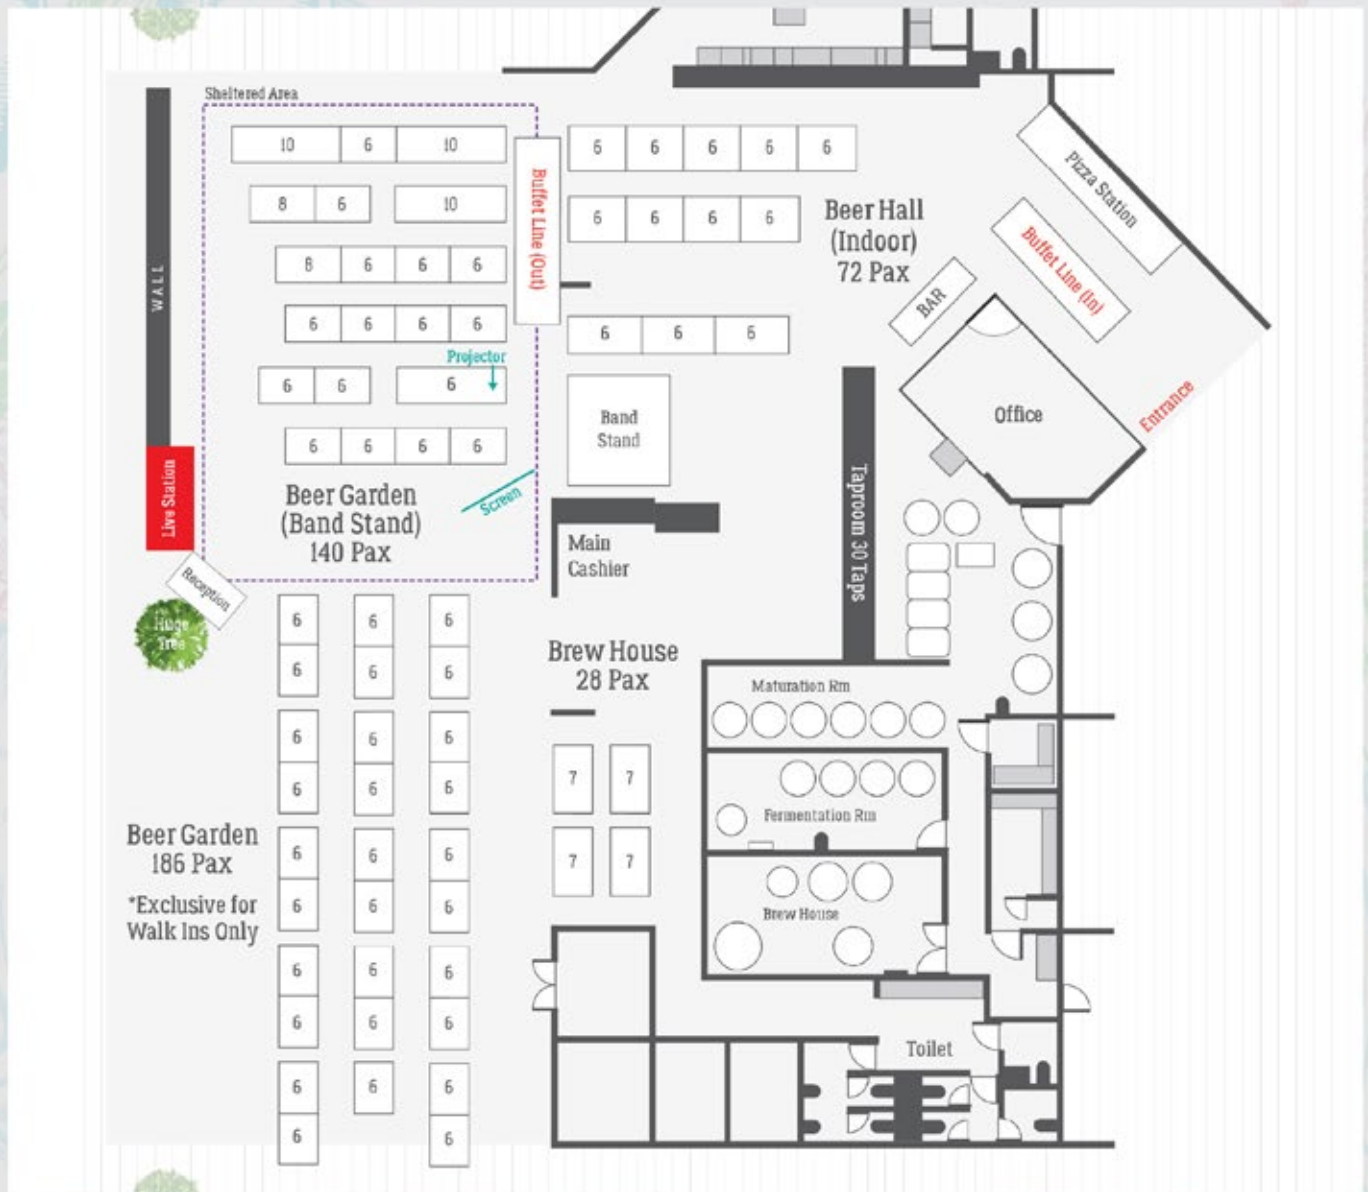 Sheltered Area
10 6 10
8 6 10
8 6 6 6
6 6 6 6
Projector
6 6 6
6 6 6 6
Beer Garden
(Band Stand)
140 Pax
Screen
WALL
Live Station
Reception
Huge
Tree
Buffet Line (Out)
6 6 6 6 6
6 6 6 6
6 6 6
Beer Hall
(Indoor)
72 Pax
Pizza Station
Buffet Line (In)
BAR
Office
Entrance
Band
Stand
Main
Cashier
Taproom 30 Taps
Brew House
28 Pax
7 7
7 7
Maturation Rm
Fermentation Rm
Brew House
Toilet
6 6 6
6 6 6
6 6 6
6 6 6
6 6 6
6 6 6
6 6 6
6 6 6
6 6 6
6 6
Beer Garden
186 Pax
*Exclusive for
Walk Ins Only